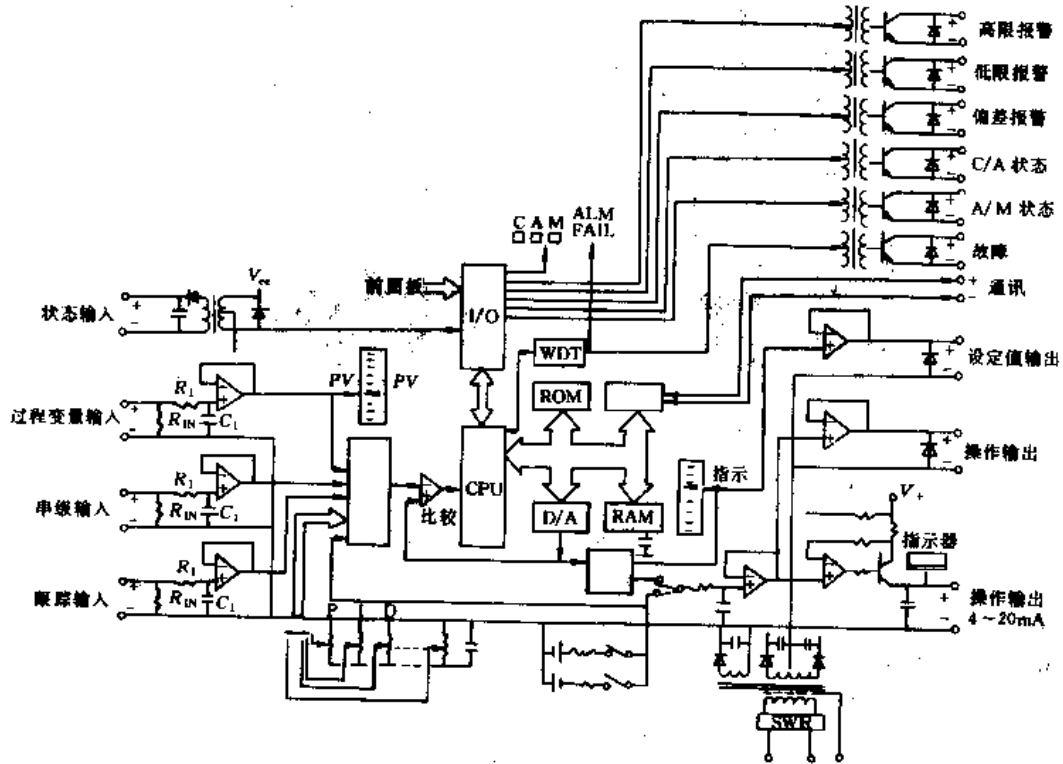 高限报警
低限报警
偏差报警
C/A 状态
A/M 状态
故障
通讯
设定值输出
操作输出
V+
指示器
操作输出
4～20mA
C A M
ALM
FAIL
前面板
I/O
WDT
ROM
CPU
D/A
RAM
指示
比较
Vcc
状态输入
PV
PV
过程变量输入
R1
RIN
C1
串级输入
R1
RIN
C1
跟踪输入
R1
RIN
C1
P
D
SWR
+
-